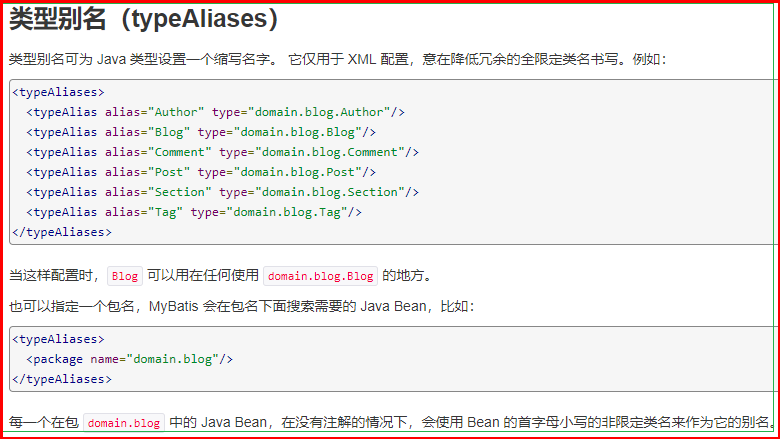 类型别名（typeAliases）
类型别名可为 Java 类型设置一个缩写名字。 它仅用于 XML 配置，意在降低冗余的全限定类名书写。例如：
<typeAliases>
  <typeAlias alias="Author" type="domain.blog.Author"/>
  <typeAlias alias="Blog" type="domain.blog.Blog"/>
  <typeAlias alias="Comment" type="domain.blog.Comment"/>
  <typeAlias alias="Post" type="domain.blog.Post"/>
  <typeAlias alias="Section" type="domain.blog.Section"/>
  <typeAlias alias="Tag" type="domain.blog.Tag"/>
</typeAliases>
当这样配置时，Blog 可以用在任何使用 domain.blog.Blog 的地方。
也可以指定一个包名，MyBatis 会在包名下面搜索需要的 Java Bean，比如：
<typeAliases>
  <package name="domain.blog"/>
</typeAliases>
每一个在包 domain.blog 中的 Java Bean，在没有注解的情况下，会使用 Bean 的首字母小写的非限定类名来作为它的别名。